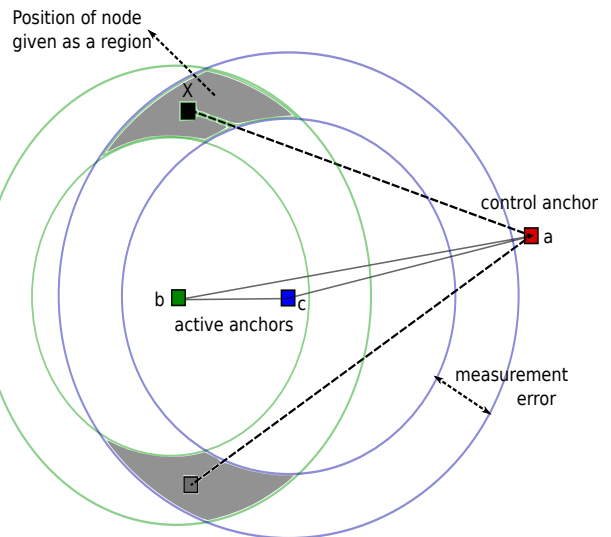 Position of node
given as a region
X
control anchor
a
b
c
active anchors
measurement
error